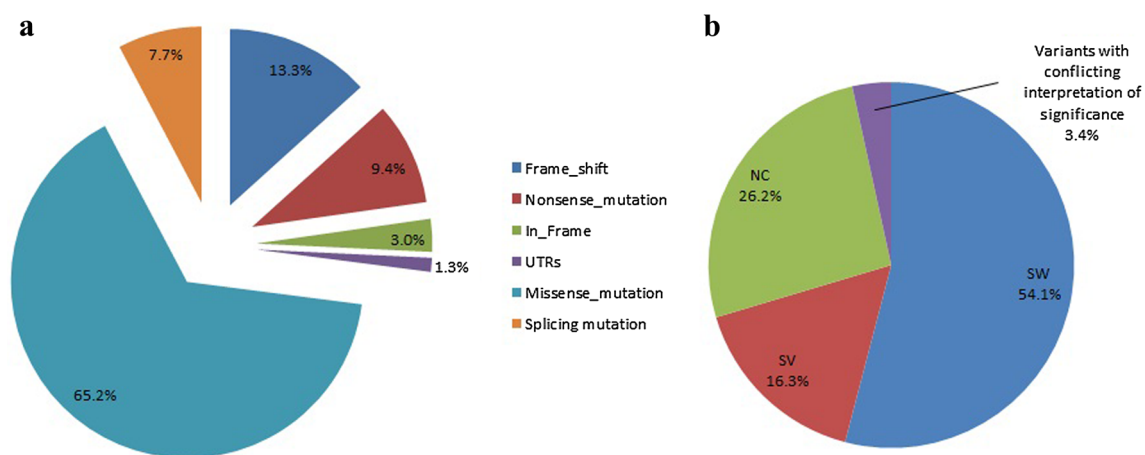 a
7.7%
13.3%
9.4%
3.0%
1.3%
65.2%
Frame_shift
Nonsense_mutation
In_Frame
UTRs
Missense_mutation
Splicing mutation
b
Variants with
conflicting
interpretation of
significance
3.4%
NC
26.2%
SW
54.1%
SV
16.3%